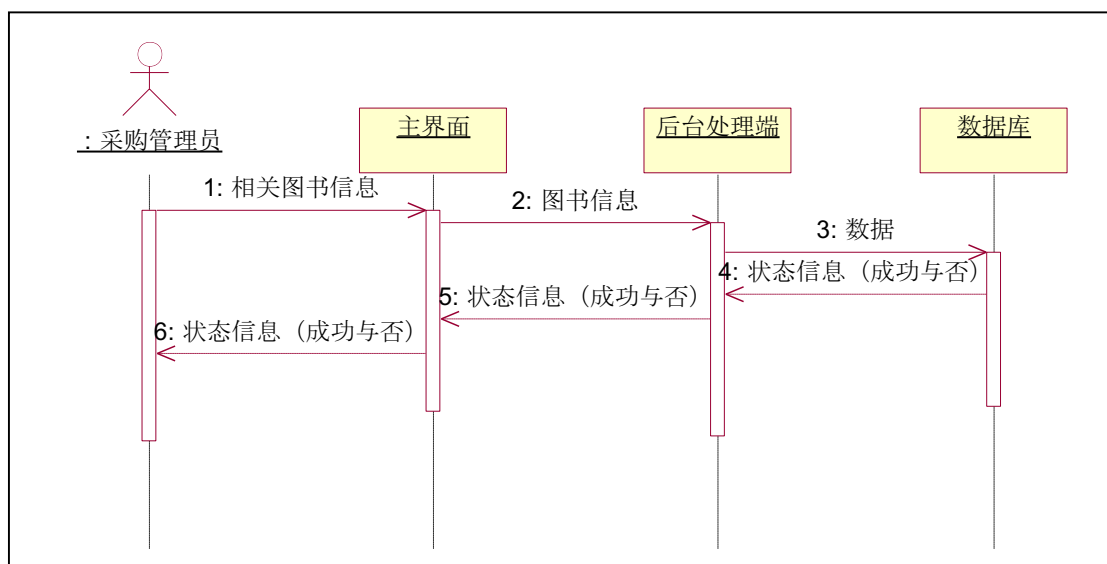 : 采购管理员
主界面
后台处理端
数据库
1: 相关图书信息
2: 图书信息
3: 数据
4: 状态信息（成功与否）
5: 状态信息（成功与否）
6: 状态信息（成功与否）